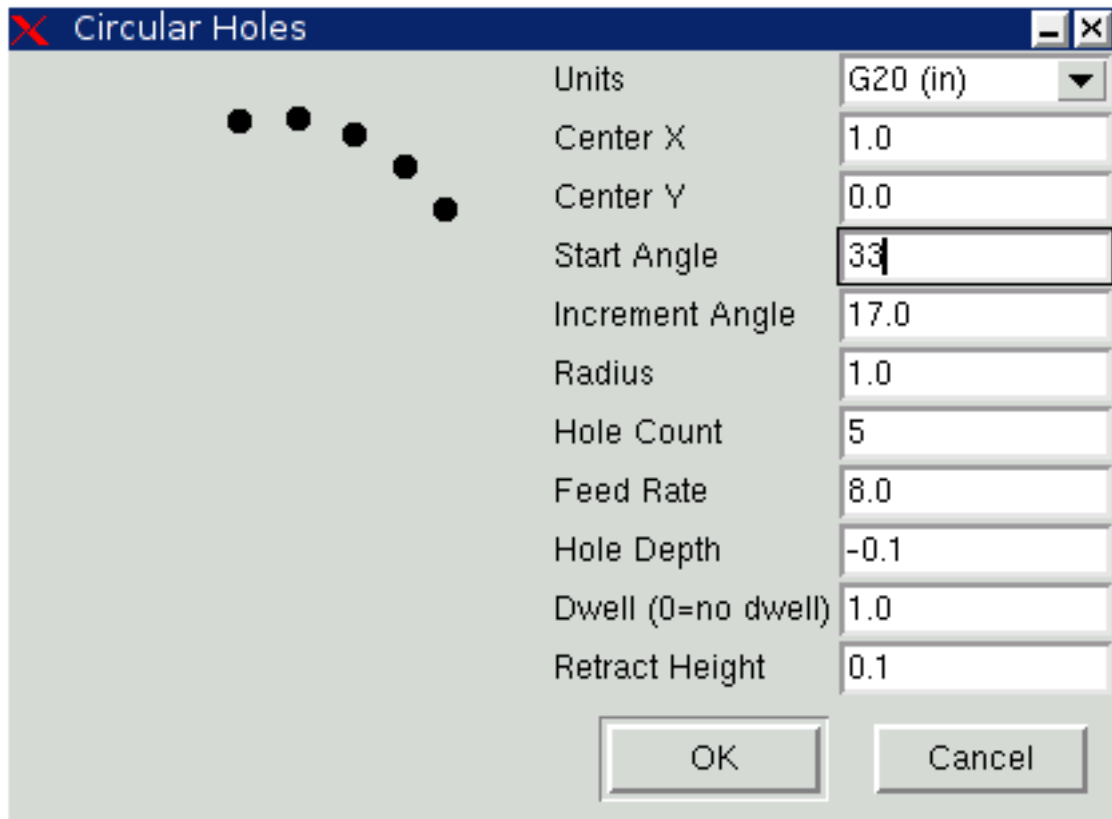 Circular Holes
Units G20 (in)
Center X 1.0
Center Y 0.0
Start Angle 33
Increment Angle 17.0
Radius 1.0
Hole Count 5
Feed Rate 8.0
Hole Depth -0.1
Dwell (0=no dwell) 1.0
Retract Height 0.1
OK Cancel